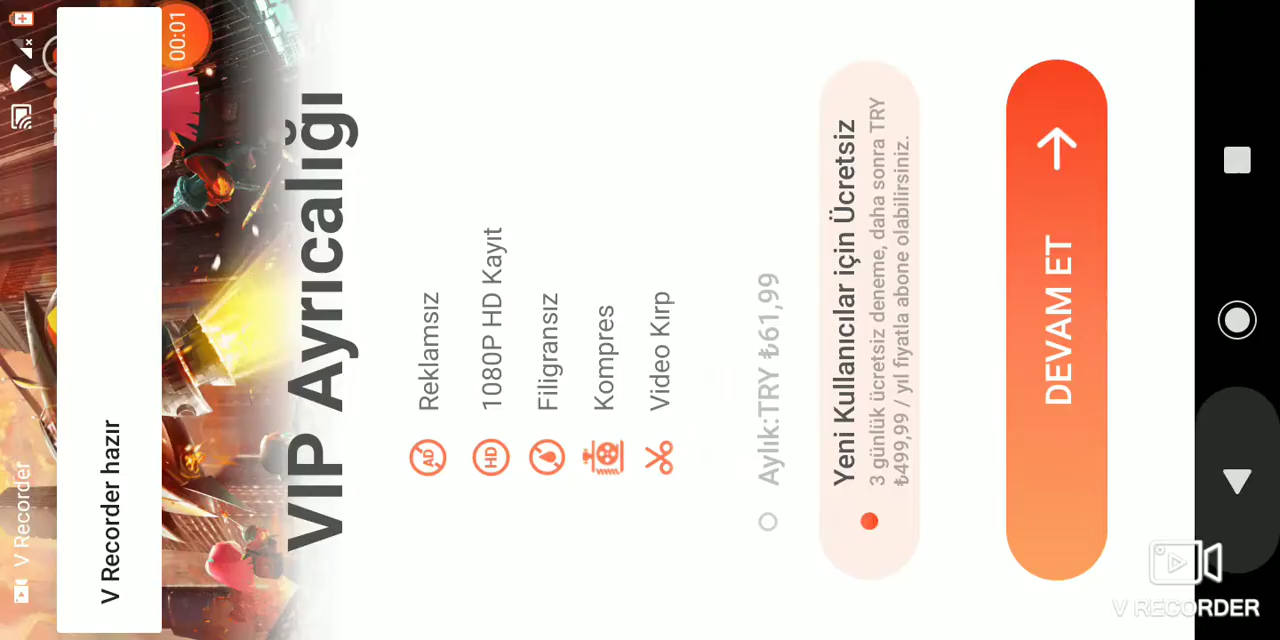 V Recorder
V Recorder hazır
00:01
VIP Ayrıcalığı
AD
Reklamsız
HD
1080P HD Kayıt
Filigransız
Kompres
Video Kırp
Aylık:TRY ₺61,99
Yeni Kullanıcılar için Ücretsiz
3 günlük ücretsiz deneme, daha sonra TRY
₺499,99 / yıl fiyatla abone olabilirsiniz.
DEVAM ET
V RECORDER